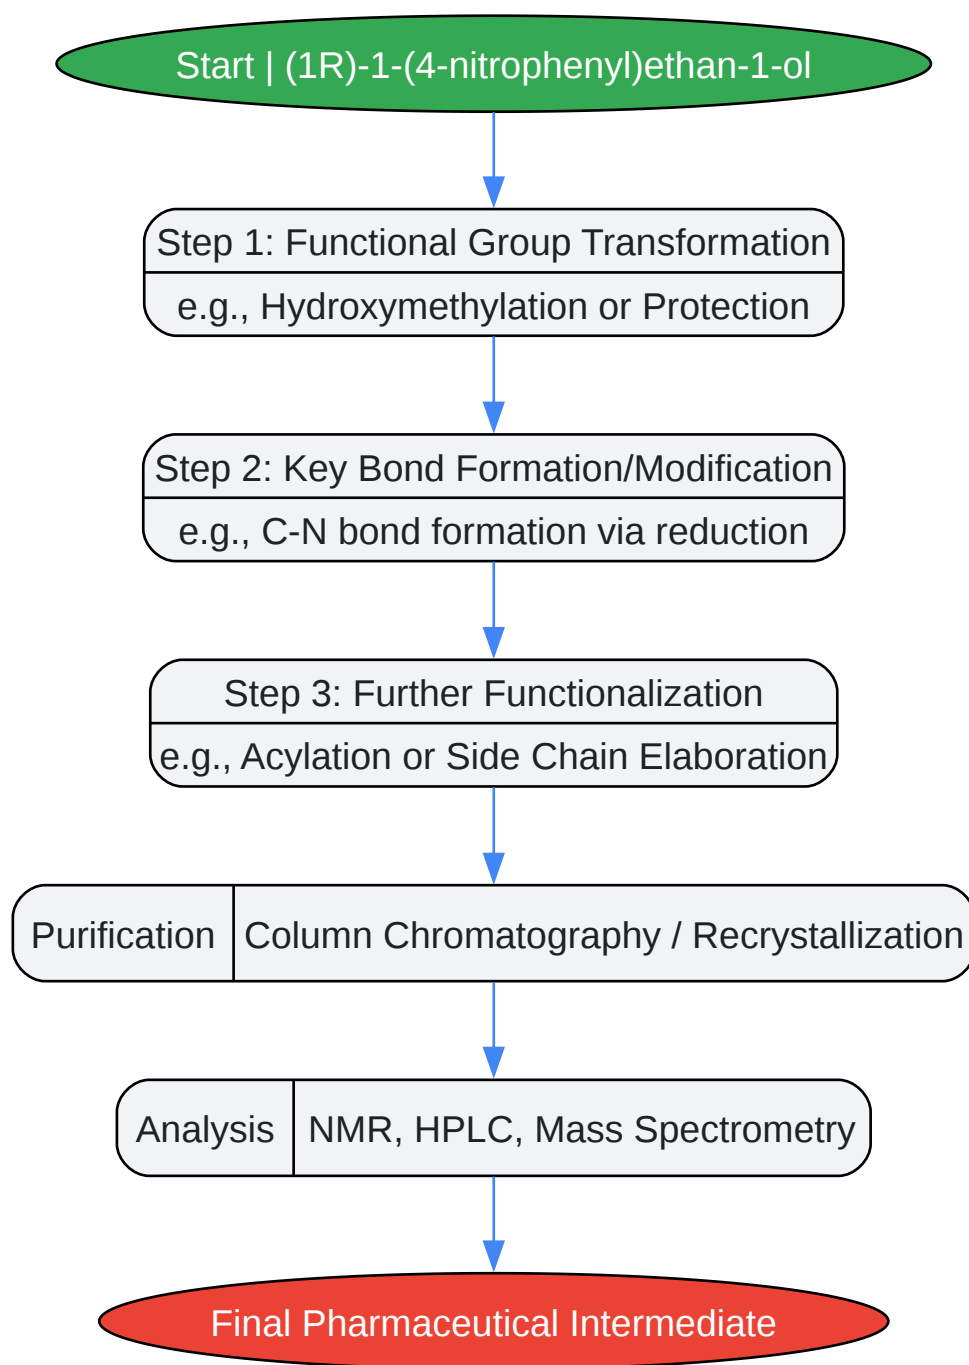 Start | (1R)-1-(4-nitrophenyl)ethan-1-ol
Step 1: Functional Group Transformation
e.g., Hydroxymethylation or Protection
Step 2: Key Bond Formation/Modification
e.g., C-N bond formation via reduction
Step 3: Further Functionalization
e.g., Acylation or Side Chain Elaboration
Purification
Column Chromatography / Recrystallization
Analysis
NMR, HPLC, Mass Spectrometry
Final Pharmaceutical Intermediate